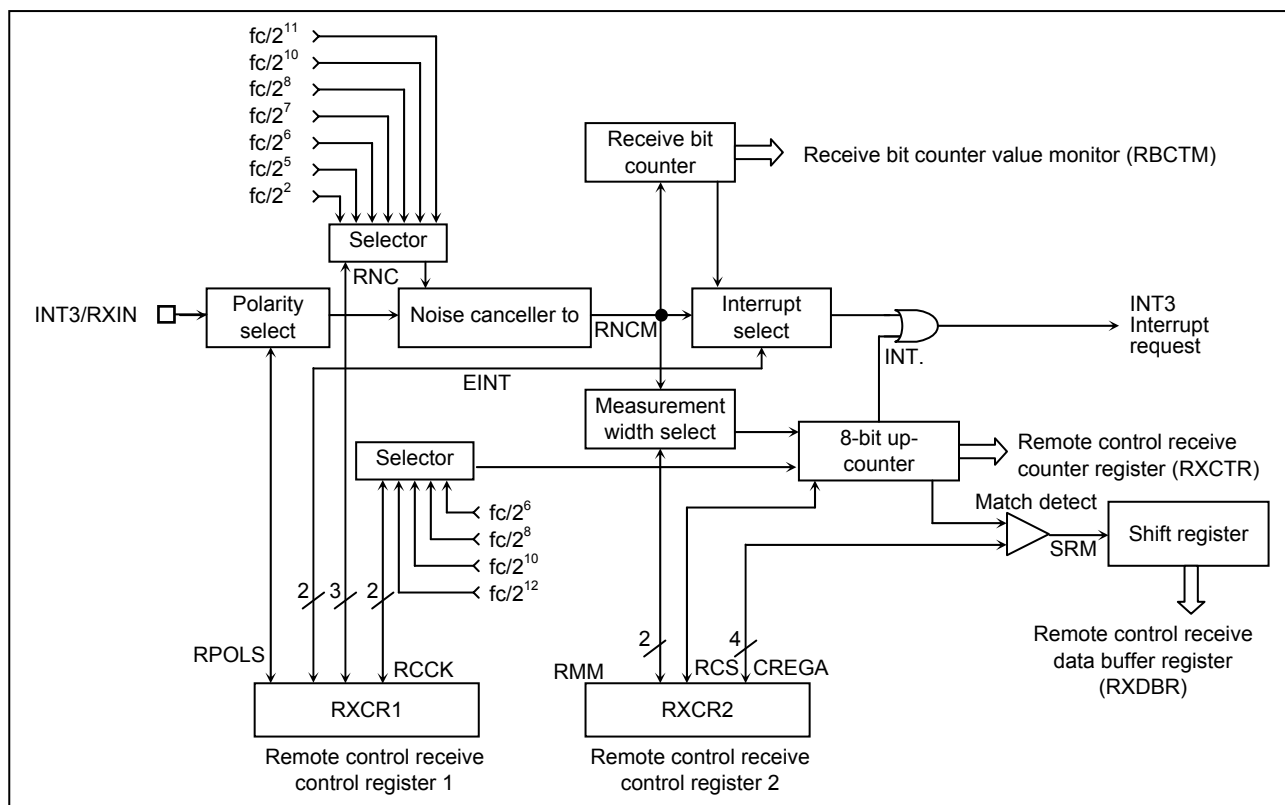 fc/2¹¹
fc/2¹⁰
fc/2⁸
fc/2⁷
fc/2⁶
fc/2⁵
fc/2²
Selector
RNC
Receive bit
counter
Receive bit counter value monitor (RBCTM)
INT3/RXIN
Polarity
select
Noise canceller to
RNCM
Interrupt
select
INT.
INT3
Interrupt
request
EINT
Measurement
width select
8-bit up-
counter
Remote control receive
counter register (RXCTR)
Selector
fc/2⁶
fc/2⁸
fc/2¹⁰
fc/2¹²
Match detect
SRM
Shift register
Remote control receive
data buffer register
(RXDBR)
2
3
2
2
4
RPOLS
RCCK
RMM
RCS
CREGA
RXCR1
RXCR2
Remote control receive
control register 1
Remote control receive
control register 2